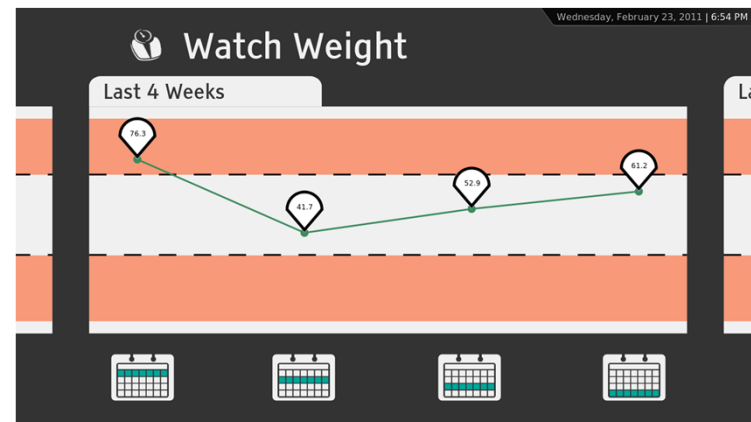 Wednesday, February 23, 2011 | 6:54 PM
Watch Weight
Last 4 Weeks
La
76.3
41.7
52.9
61.2